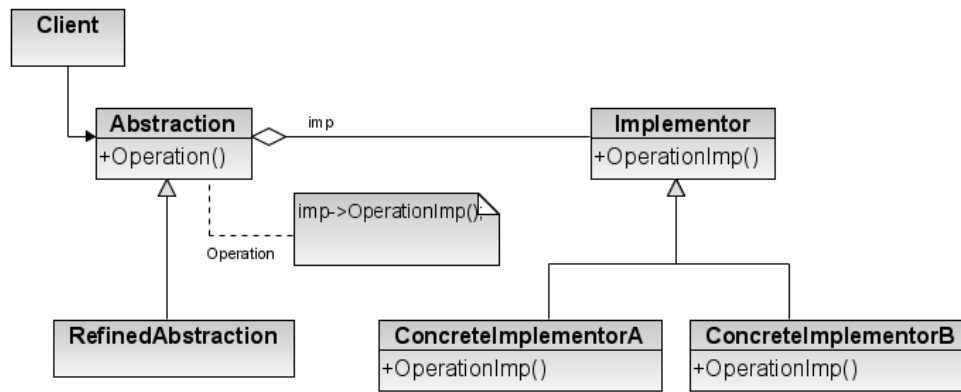 Client
Abstraction
+Operation()
imp
Implementor
+OperationImp()
imp->OperationImp();
Operation
RefinedAbstraction
ConcreteImplementorA
+OperationImp()
ConcreteImplementorB
+OperationImp()